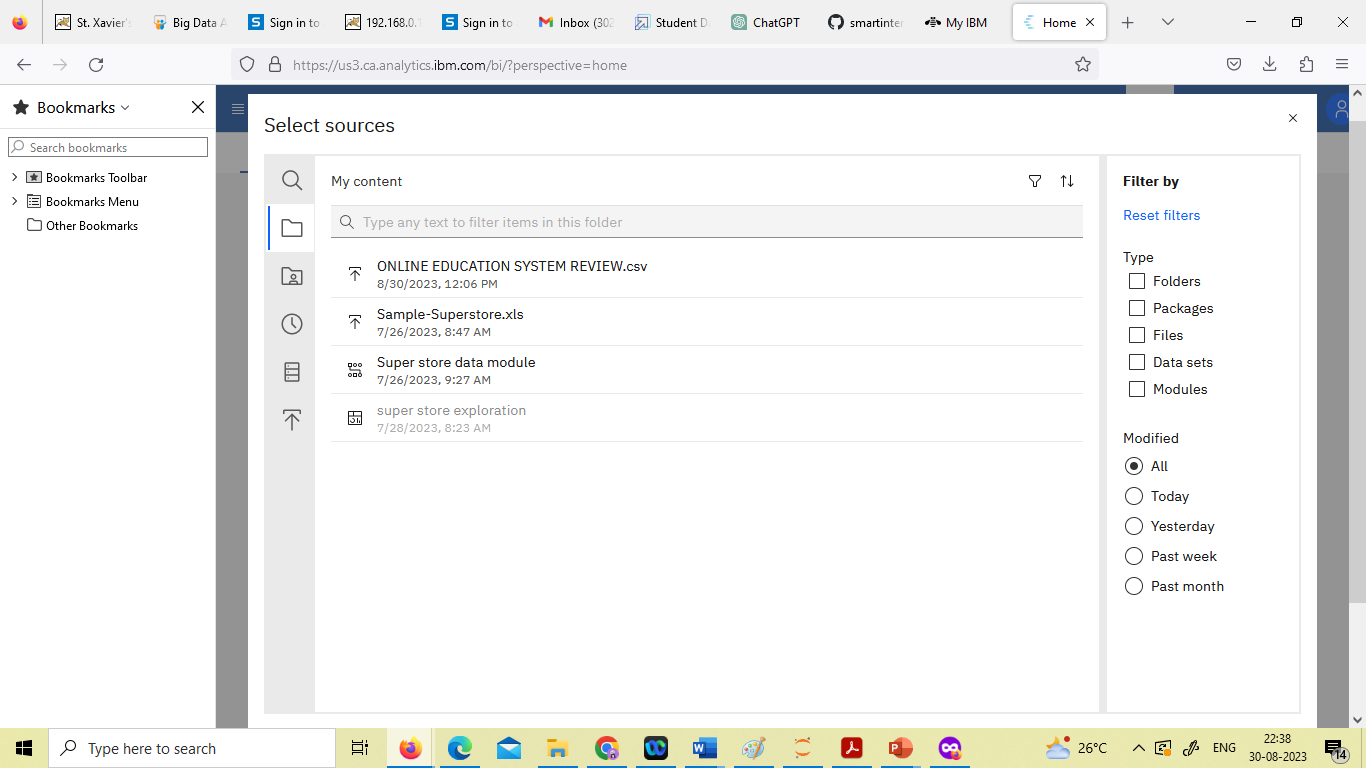 St. Xavier's
Big Data A
Sign in to
192.168.0.1
Sign in to
Inbox (302
Student D
ChatGPT
smartinter
My IBM
Home
https://us3.ca.analytics.ibm.com/bi/?perspective=home
Bookmarks
Search bookmarks
Bookmarks Toolbar
Bookmarks Menu
Other Bookmarks
Select sources
My content
Type any text to filter items in this folder
ONLINE EDUCATION SYSTEM REVIEW.csv
8/30/2023, 12:06 PM
Sample-Superstore.xls
7/26/2023, 8:47 AM
Super store data module
7/26/2023, 9:27 AM
super store exploration
7/28/2023, 8:23 AM
Filter by
Reset filters
Type
Folders
Packages
Files
Data sets
Modules
Modified
All
Today
Yesterday
Past week
Past month
Type here to search
26°C
ENG
22:38
30-08-2023
14